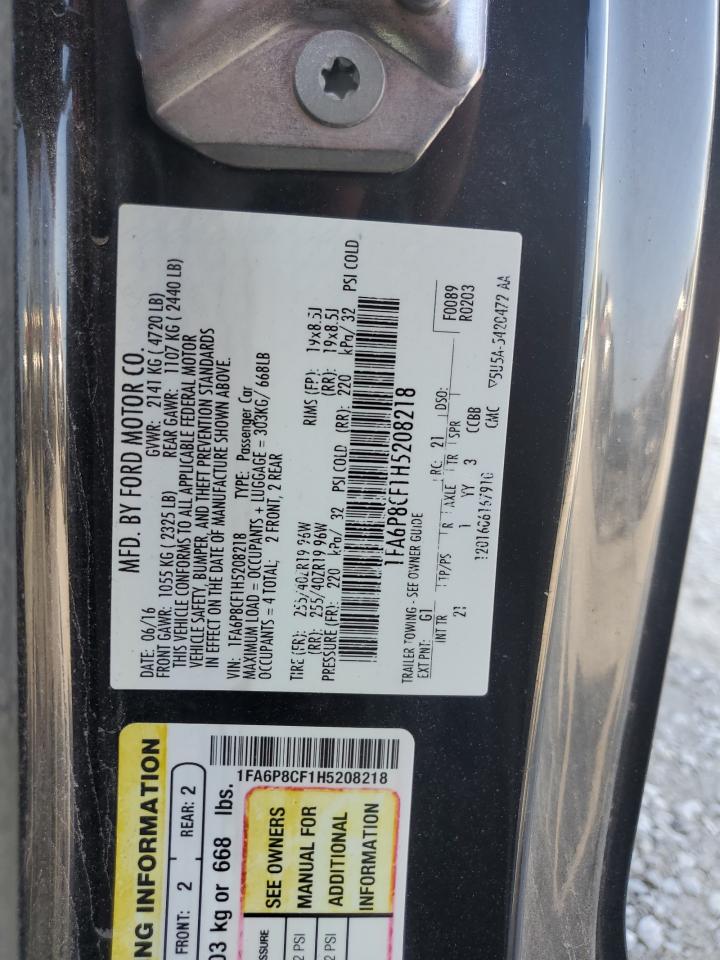 MFD. BY FORD MOTOR CO.
DATE: 06/16 GVWR: 2141 KG ( 4720 LB)
FRONT GAWR: 1055 KG ( 2325 LB) REAR GAWR: 1107 KG ( 2440 LB)
THIS VEHICLE CONFORMS TO ALL APPLICABLE FEDERAL MOTOR
VEHICLE SAFETY, BUMPER, AND THEFT PREVENTION STANDARDS
IN EFFECT ON THE DATE OF MANUFACTURE SHOWN ABOVE.
VIN: 1FA6P8CF1H5208218 TYPE: Passenger Car
MAXIMUM LOAD = OCCUPANTS + LUGGAGE = 303KG/ 668LB
OCCUPANTS = 4 TOTAL; 2 FRONT, 2 REAR
TIRE (FR): 255/40ZR19 96W RIMS (FR): 19x8.5J
(RR): 255/40ZR19 96W (RR): 19x8.5J
PRESSURE (FR): 220 kPa/ 32 PSI COLD (RR): 220 kPa/ 32 PSI COLD
1FA6P8CF1H5208218
TRAILER TOWING - SEE OWNER GUIDE
EXT PNT: G1 RC: 21 DSO: F0089
R0203
INT TR TP/PS R AXLE TR SPR
21 1 YY 3 CCBB
CMC
▽5U5A-5420472 AA
1FA6P8CF1H5208218
NG INFORMATION
FRONT: 2 REAR: 2
03 kg or 668 lbs.
SEE OWNERS
MANUAL FOR
ADDITIONAL
INFORMATION
ESSURE
2 PSI
2 PSI